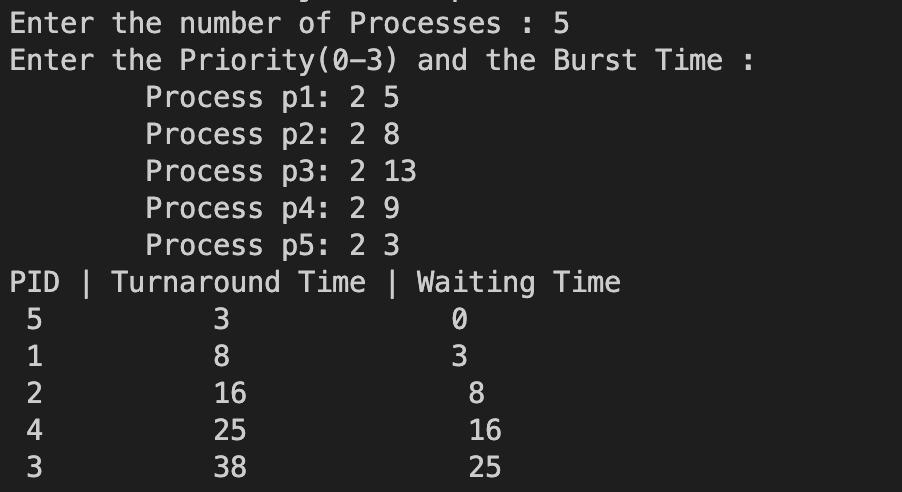 Enter the number of Processes : 5
Enter the Priority(0-3) and the Burst Time :
Process p1: 2 5
Process p2: 2 8
Process p3: 2 13
Process p4: 2 9
Process p5: 2 3
PID | Turnaround Time | Waiting Time
5 3 0
1 8 3
2 16 8
4 25 16
3 38 25